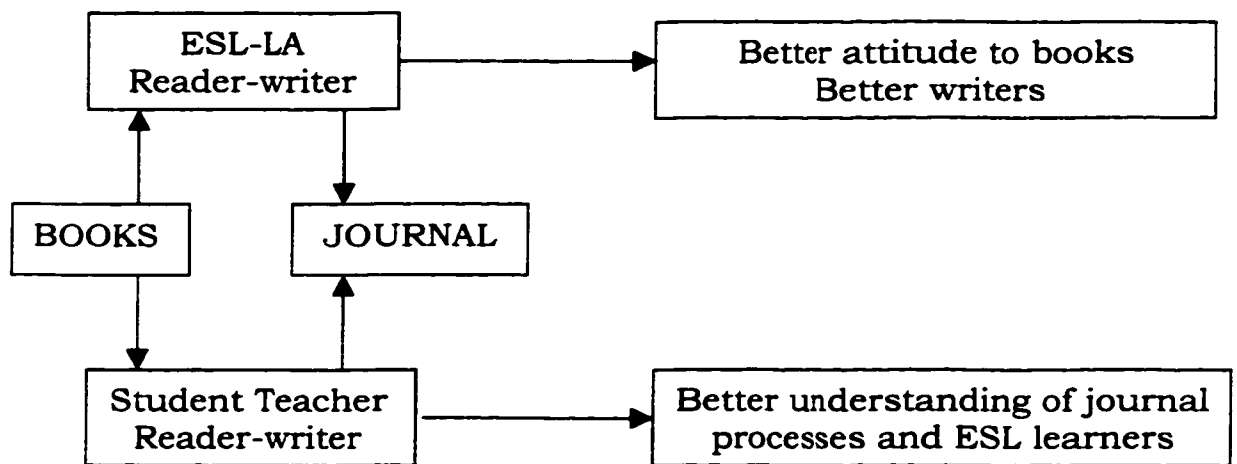 ESL-LA
Reader-writer
Better attitude to books
Better writers
BOOKS
JOURNAL
Student Teacher
Reader-writer
Better understanding of journal
processes and ESL learners